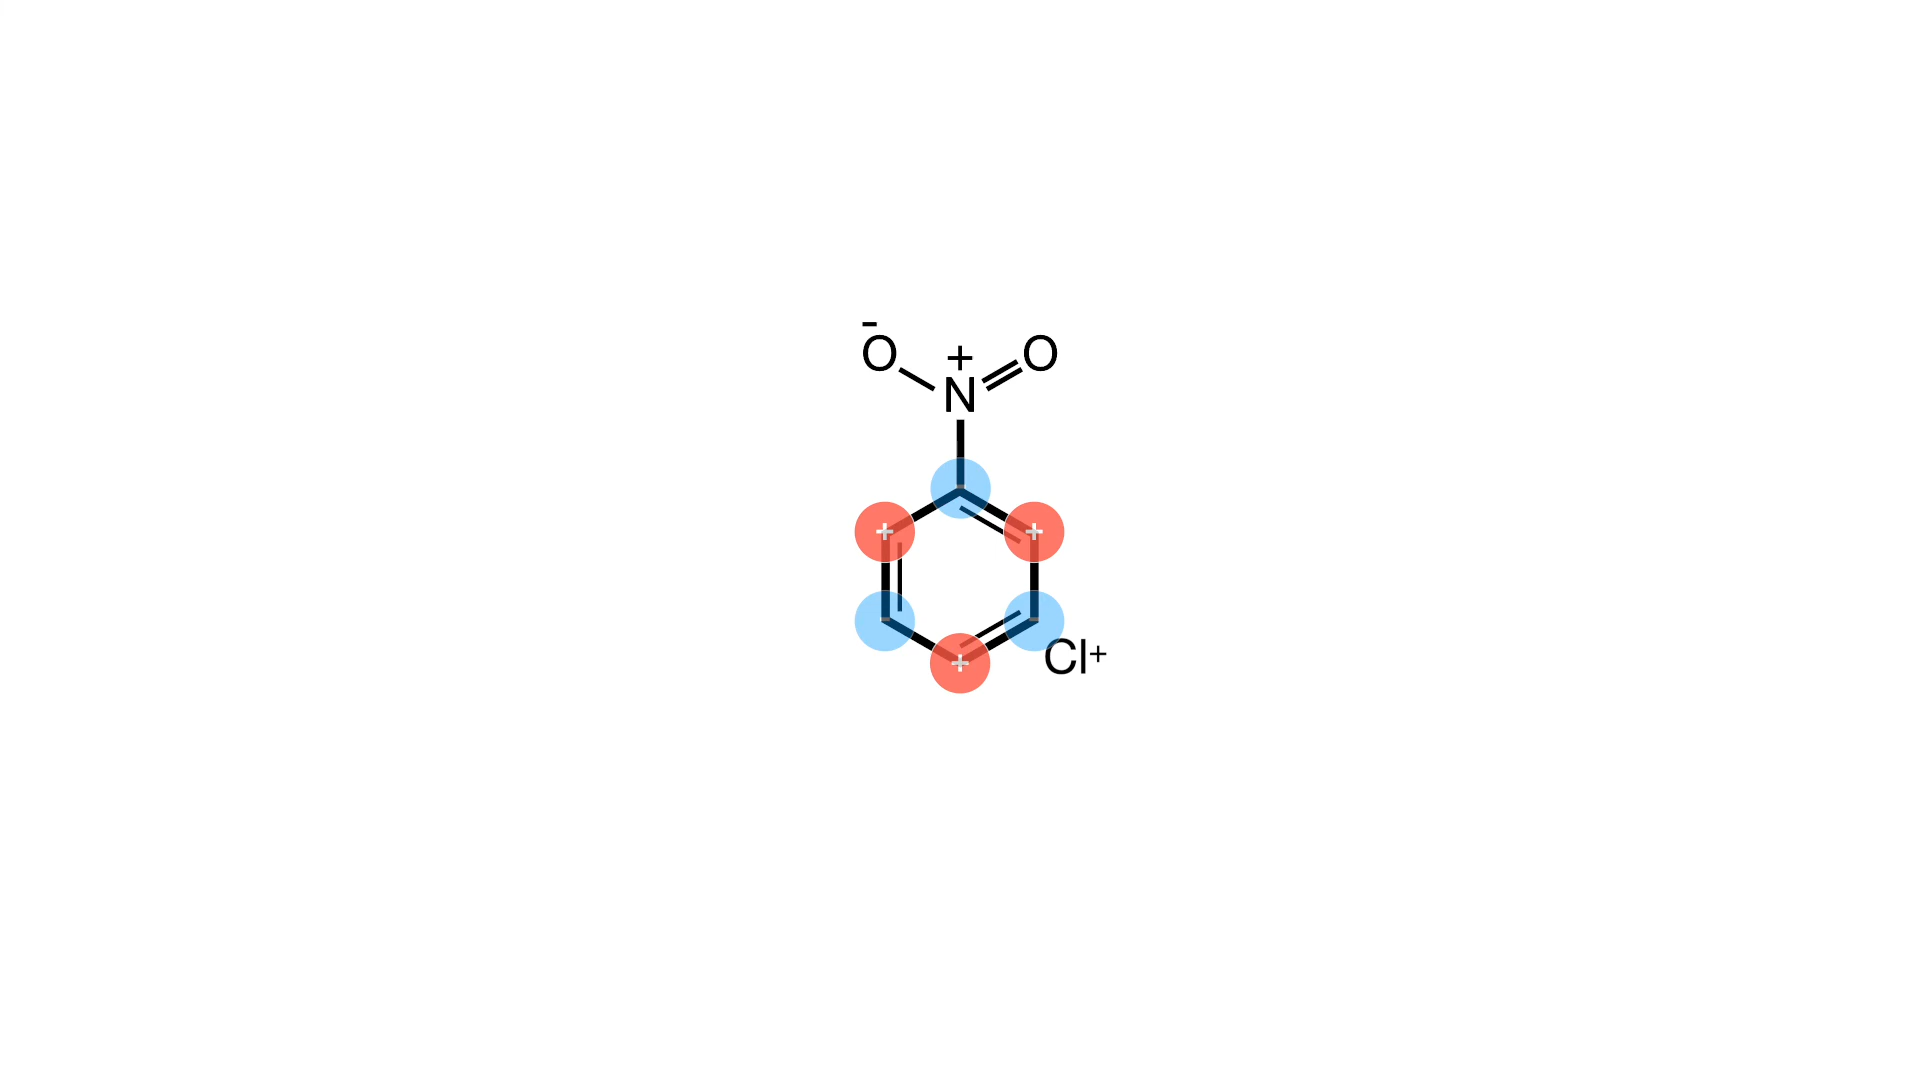 -
O + O
N
+ +
Cl+
+